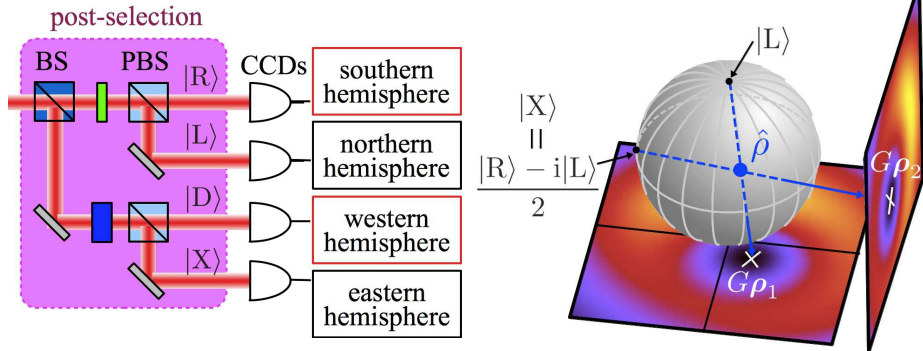 post-selection
BS
PBS
CCDs
|R⟩
|L⟩
|D⟩
|X⟩
southern
hemisphere
northern
hemisphere
western
hemisphere
eastern
hemisphere
|L⟩
|X⟩
=
|R⟩ − i|L⟩
2
ρ̂
Gρ₁
Gρ₂